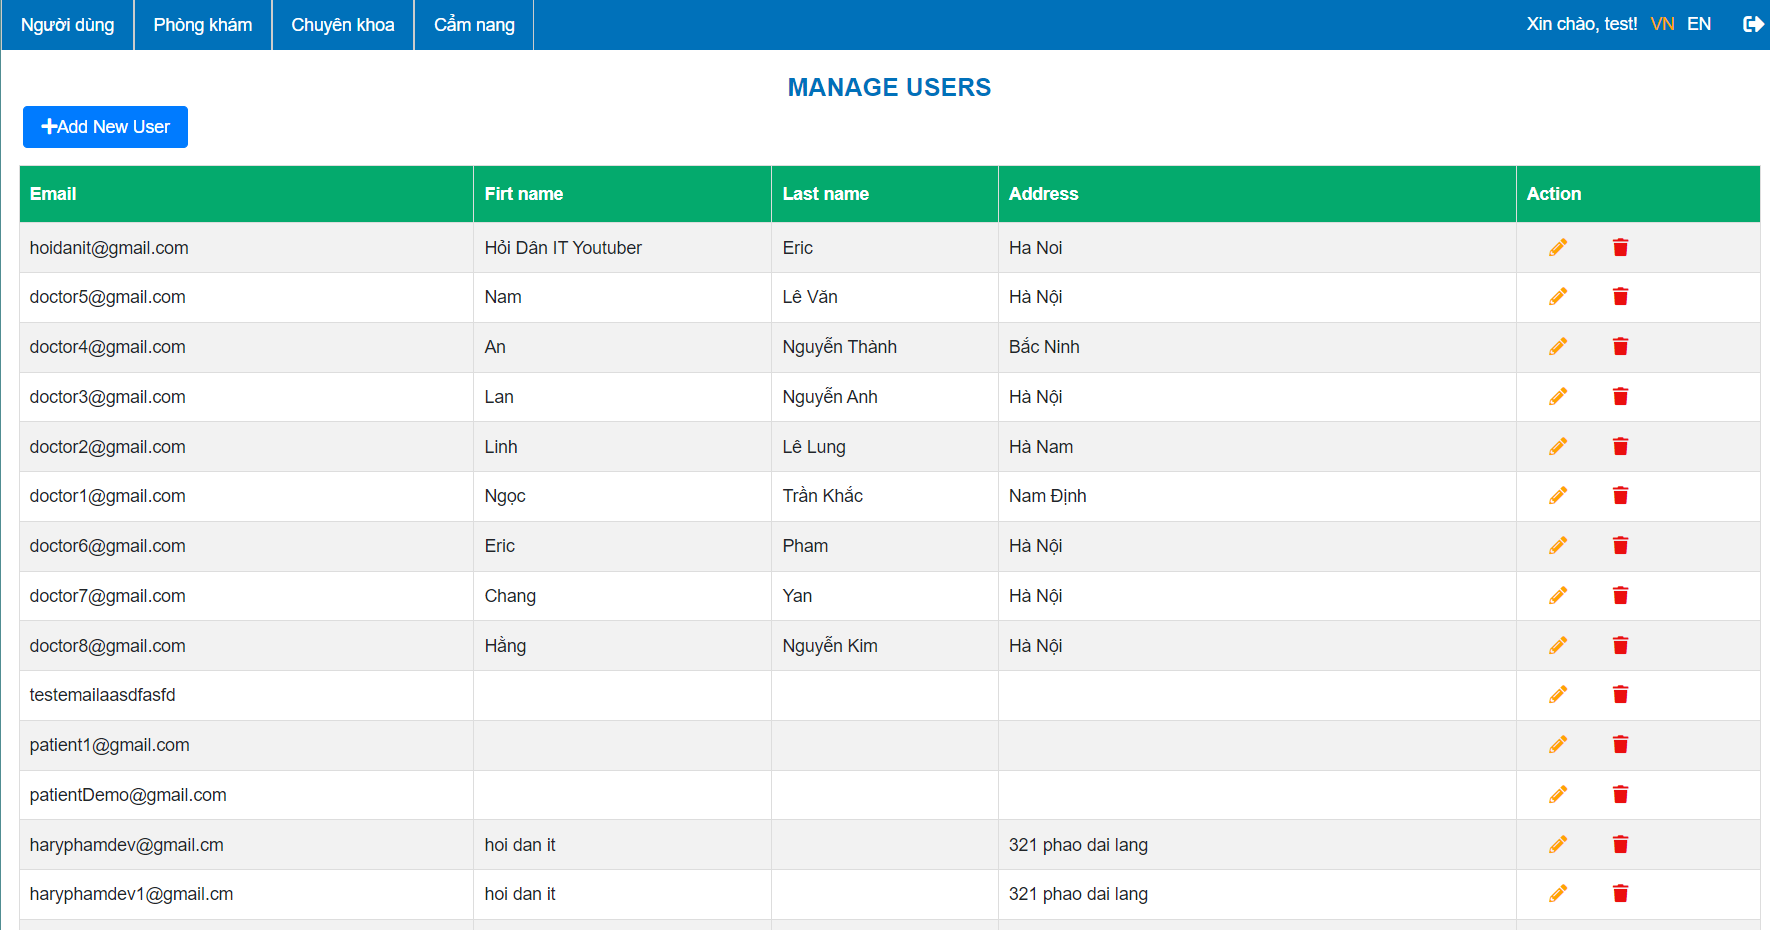 Người dùng Phòng khám Chuyên khoa Cẩm nang Xin chào, test! VN EN
MANAGE USERS
Add New User
Email Firt name Last name Address Action
hoidanit@gmail.com Hỏi Dân IT Youtuber Eric Ha Noi
doctor5@gmail.com Nam Lê Văn Hà Nội
doctor4@gmail.com An Nguyễn Thành Bắc Ninh
doctor3@gmail.com Lan Nguyễn Anh Hà Nội
doctor2@gmail.com Linh Lê Lung Hà Nam
doctor1@gmail.com Ngọc Trần Khắc Nam Định
doctor6@gmail.com Eric Pham Hà Nội
doctor7@gmail.com Chang Yan Hà Nội
doctor8@gmail.com Hằng Nguyễn Kim Hà Nội
testemailaasdfasfd
patient1@gmail.com
patientDemo@gmail.com
haryphamdev@gmail.cm hoi dan it 321 phao dai lang
haryphamdev1@gmail.cm hoi dan it 321 phao dai lang